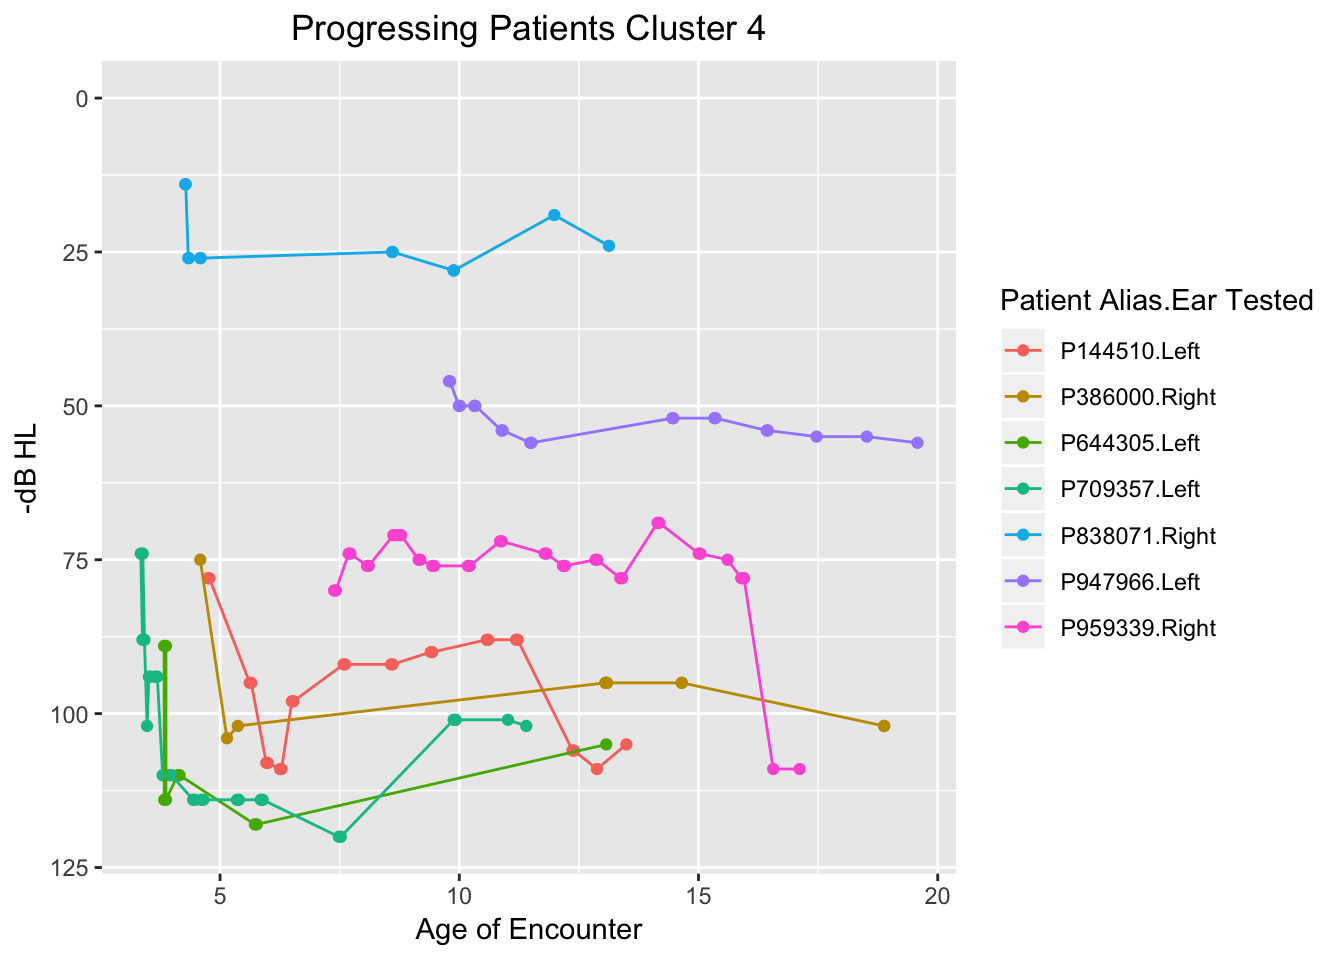 Progressing Patients Cluster 4
0
25
50
75
100
125
-dB HL
5
10
15
20
Age of Encounter
Patient Alias.Ear Tested
P144510.Left
P386000.Right
P644305.Left
P709357.Left
P838071.Right
P947966.Left
P959339.Right